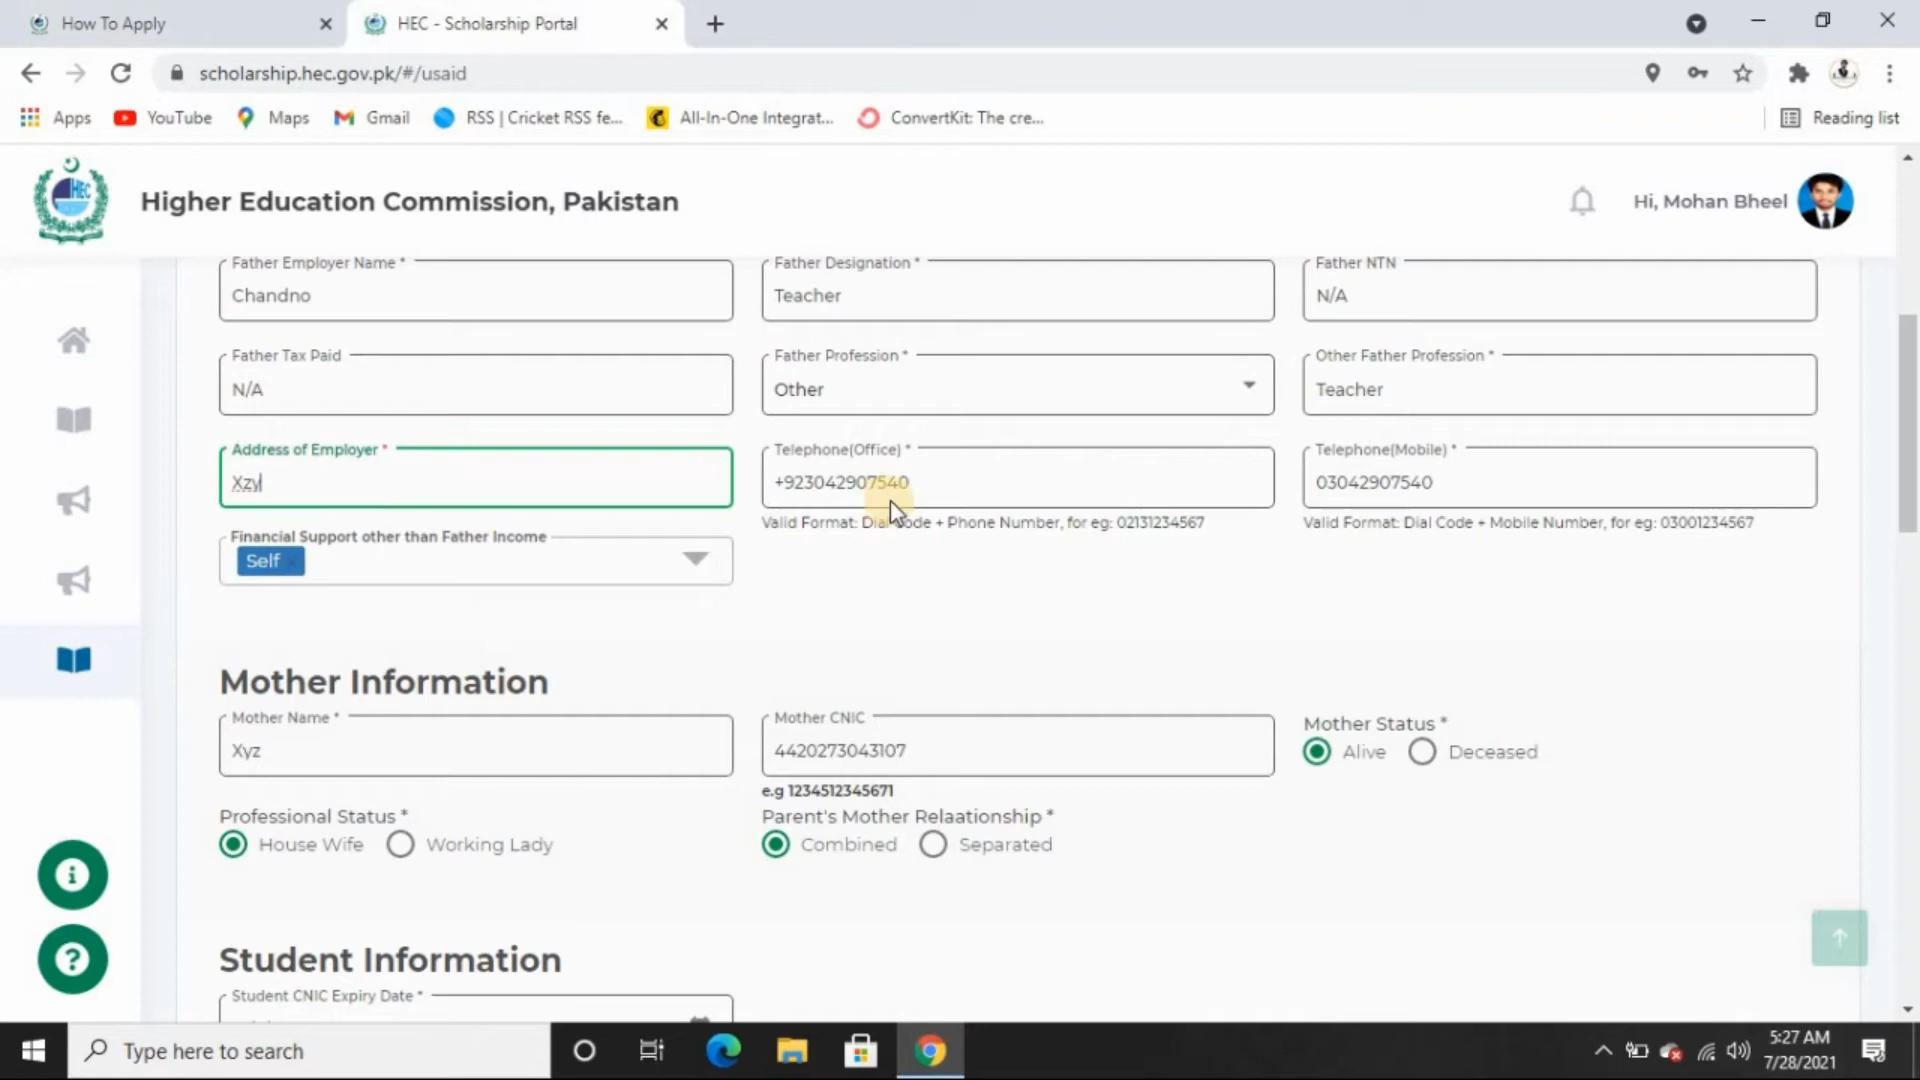 How To Apply
HEC - Scholarship Portal
scholarship.hec.gov.pk/#/usaid
Apps YouTube Maps Gmail RSS | Cricket RSS fe... All-In-One Integrat... ConvertKit: The cre... Reading list
HEC
Higher Education Commission, Pakistan
Hi, Mohan Bheel
Father Employer Name * Father Designation * Father NTN
Chandno Teacher N/A
Father Tax Paid Father Profession * Other Father Profession *
N/A Other Teacher
Address of Employer * Telephone(Office) * Telephone(Mobile) *
Xzy +923042907540 03042907540
Valid Format: Dial Code + Phone Number, for eg: 02131234567 Valid Format: Dial Code + Mobile Number, for eg: 03001234567
Financial Support other than Father Income
Self
Mother Information
Mother Name * Mother CNIC Mother Status *
Xyz 4420273043107 Alive Deceased
e.g 1234512345671
Professional Status * Parent's Mother Relaationship *
House Wife Working Lady Combined Separated
Student Information
Student CNIC Expiry Date *
Type here to search
5:27 AM
7/28/2021